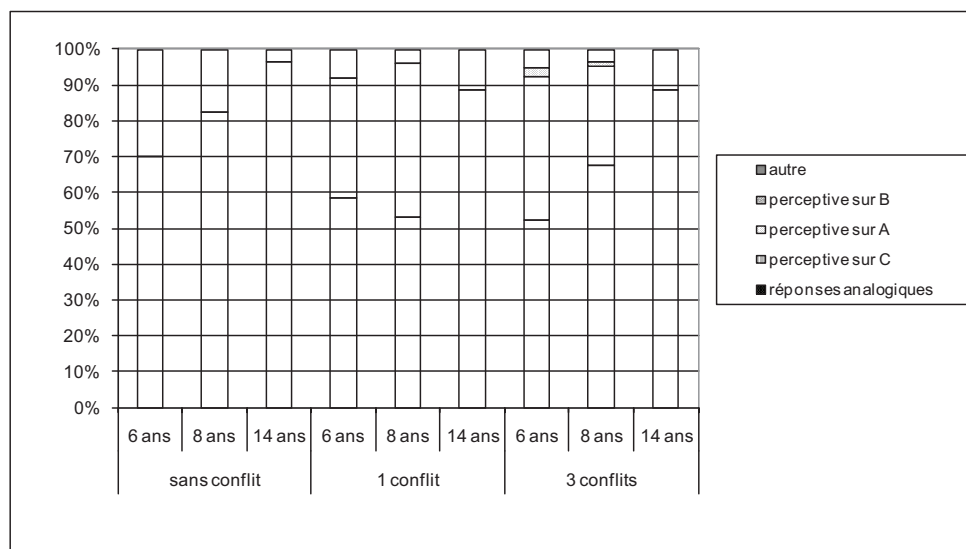 100%
90%
80%
70%
60%
50%
40%
30%
20%
10%
0%
6 ans 8 ans 14 ans 6 ans 8 ans 14 ans 6 ans 8 ans 14 ans
sans conflit 1 conflit 3 conflits
autre
perceptive sur B
perceptive sur A
perceptive sur C
réponses analogiques